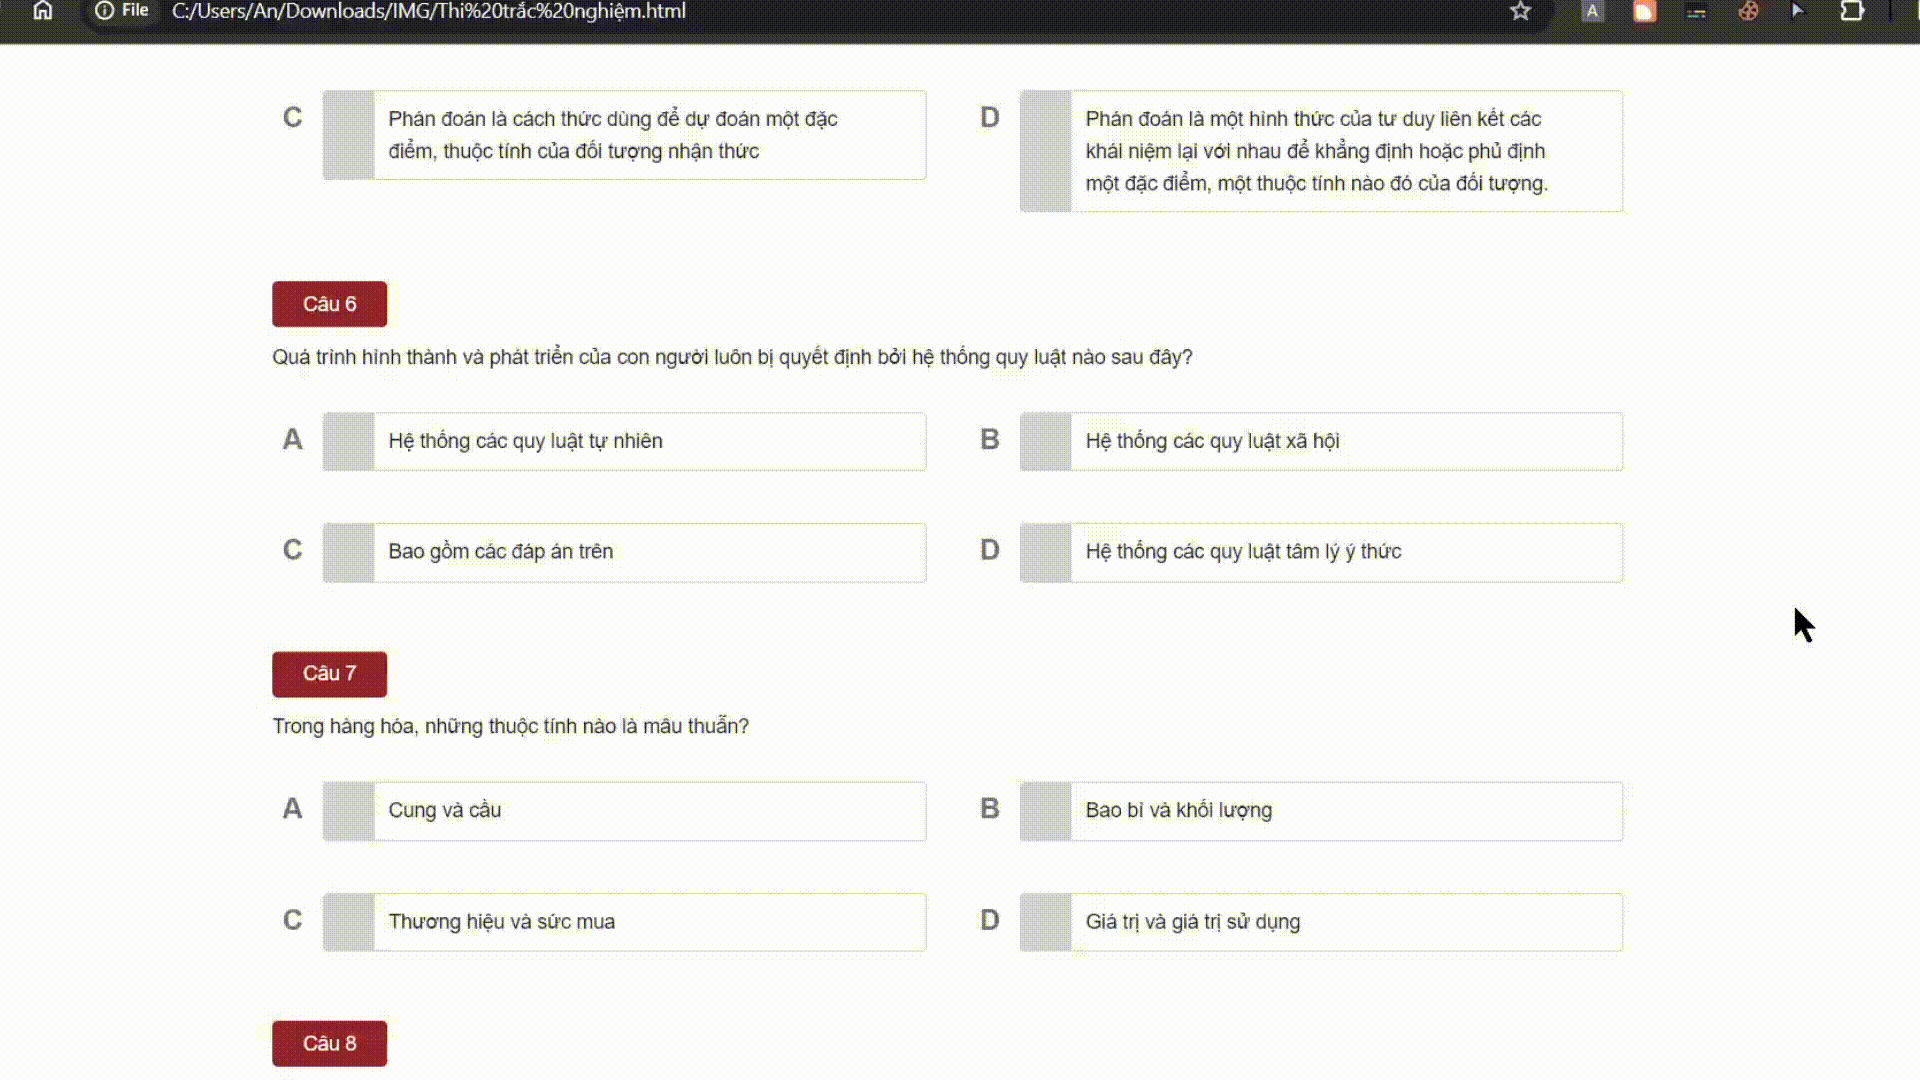 File C:/Users/An/Downloads/IMG/Thi%20trắc%20nghiệm.html
A
C Phán đoán là cách thức dùng để dự đoán một đặc
điểm, thuộc tính của đối tượng nhận thức
D Phán đoán là một hình thức của tư duy liên kết các
khái niệm lại với nhau để khẳng định hoặc phủ định
một đặc điểm, một thuộc tính nào đó của đối tượng.
Câu 6
Quá trình hình thành và phát triển của con người luôn bị quyết định bởi hệ thống quy luật nào sau đây?
A Hệ thống các quy luật tự nhiên
B Hệ thống các quy luật xã hội
C Bao gồm các đáp án trên
D Hệ thống các quy luật tâm lý ý thức
Câu 7
Trong hàng hóa, những thuộc tính nào là mâu thuẫn?
A Cung và cầu
B Bao bì và khối lượng
C Thương hiệu và sức mua
D Giá trị và giá trị sử dụng
Câu 8